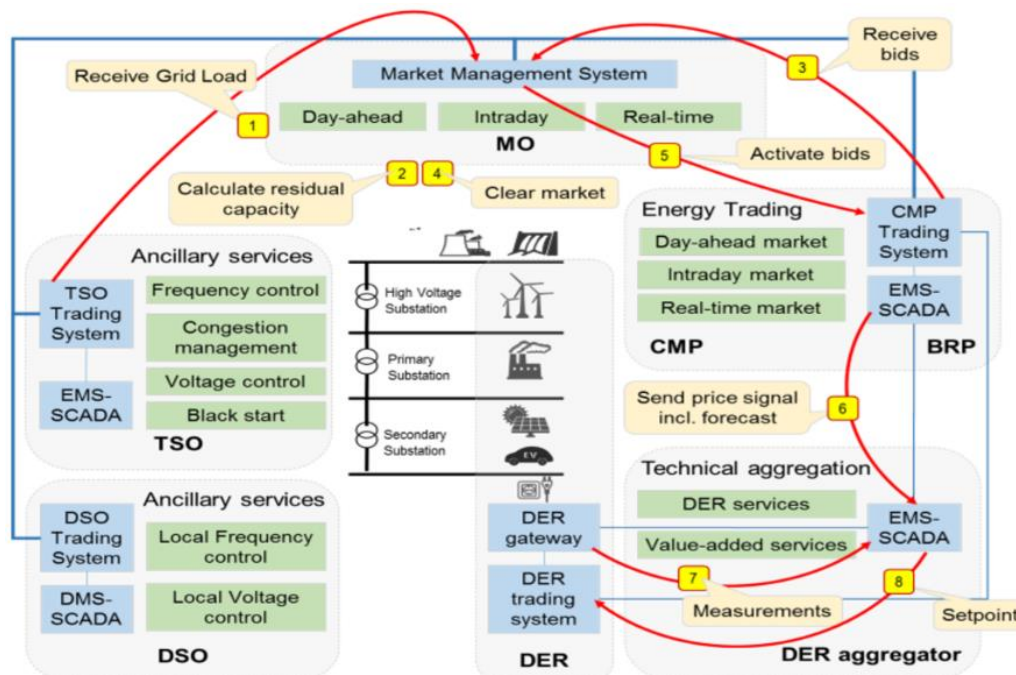 Receive Grid Load
1
Market Management System
Day-ahead
Intraday
Real-time
MO
3
Receive
bids
5
Activate bids
Calculate residual
capacity
2
4
Clear market
Ancillary services
TSO
Trading
System
EMS-
SCADA
Frequency control
Congestion
management
Voltage control
Black start
TSO
High Voltage
Substation
Primary
Substation
Secondary
Substation
EV
Energy Trading
Day-ahead market
Intraday market
Real-time market
CMP
Trading
System
EMS-
SCADA
CMP
BRP
Send price signal
incl. forecast
6
Ancillary services
DSO
Trading
System
DMS-
SCADA
Local Frequency
control
Local Voltage
control
DSO
DER
gateway
DER
trading
system
DER
Technical aggregation
DER services
Value-added services
EMS-
SCADA
7
Measurements
8
Setpoint
DER aggregator